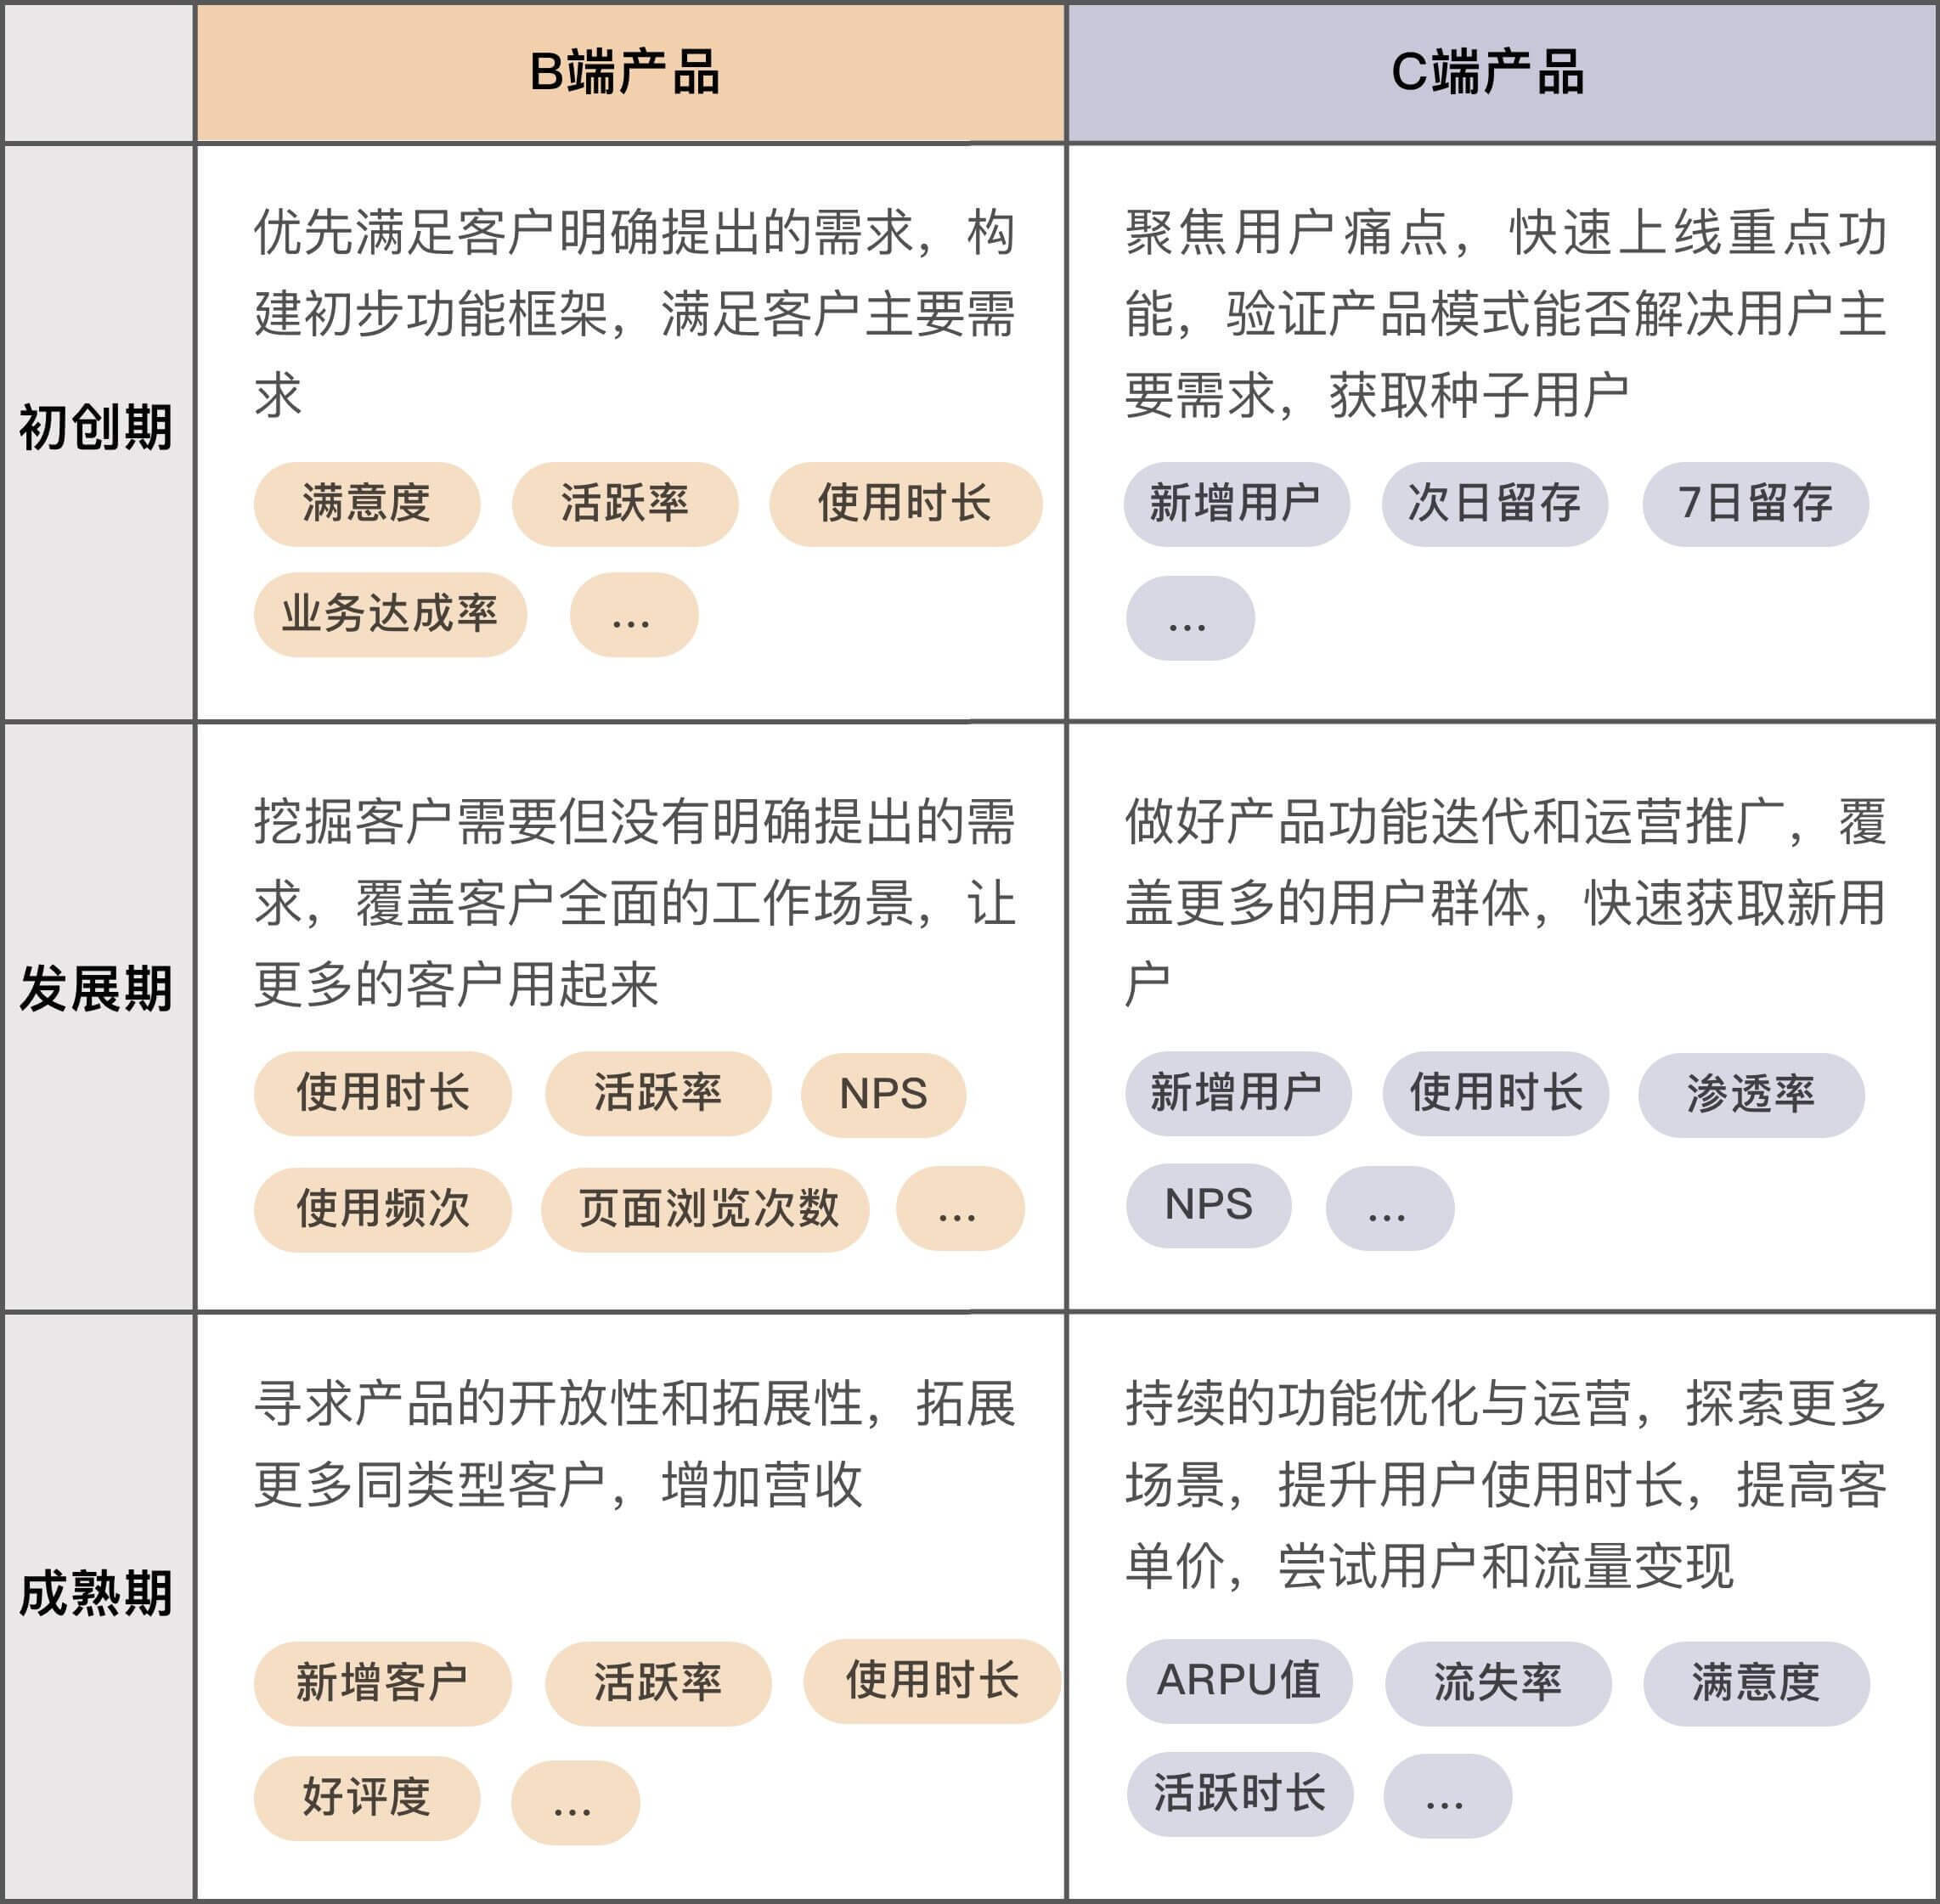 B端产品
C端产品
初创期
优先满足客户明确提出的需求，构
建初步功能框架，满足客户主要需
求
满意度
活跃率
使用时长
业务达成率
...
聚焦用户痛点，快速上线重点功
能，验证产品模式能否解决用户主
要需求，获取种子用户
新增用户
次日留存
7日留存
...
发展期
挖掘客户需要但没有明确提出的需
求，覆盖客户全面的工作场景，让
更多的客户用起来
使用时长
活跃率
NPS
使用频次
页面浏览次数
...
做好产品功能迭代和运营推广，覆
盖更多的用户群体，快速获取新用
户
新增用户
使用时长
渗透率
NPS
...
成熟期
寻求产品的开放性和拓展性，拓展
更多同类型客户，增加营收
新增客户
活跃率
使用时长
好评度
...
持续的功能优化与运营，探索更多
场景，提升用户使用时长，提高客
单价，尝试用户和流量变现
ARPU值
流失率
满意度
活跃时长
...